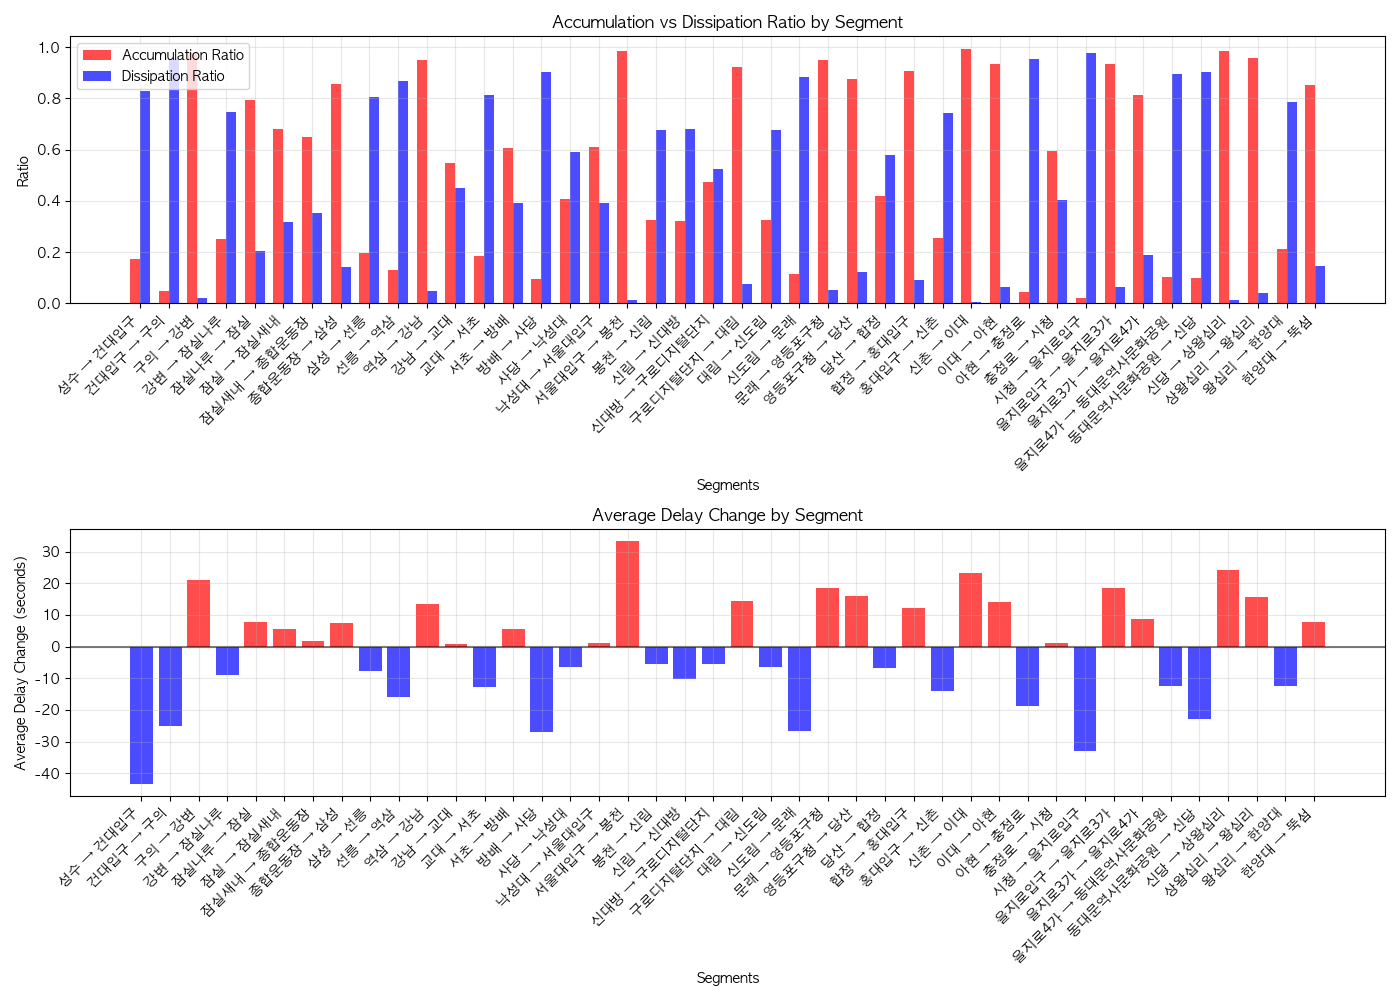 Accumulation vs Dissipation Ratio by Segment
Accumulation Ratio
Dissipation Ratio
Ratio
1.0
0.8
0.6
0.4
0.2
0.0
성수 → 건대입구
건대입구 → 구의
구의 → 강변
강변 → 잠실나루
잠실나루 → 잠실
잠실 → 잠실새내
잠실새내 → 종합운동장
종합운동장 → 삼성
삼성 → 선릉
선릉 → 역삼
역삼 → 강남
강남 → 교대
교대 → 서초
서초 → 방배
방배 → 사당
사당 → 낙성대
낙성대 → 서울대입구
서울대입구 → 봉천
봉천 → 신림
신림 → 신대방
신대방 → 구로디지털단지
구로디지털단지 → 대림
대림 → 신도림
신도림 → 문래
문래 → 영등포구청
영등포구청 → 당산
당산 → 합정
합정 → 홍대입구
홍대입구 → 신촌
신촌 → 이대
이대 → 아현
아현 → 충정로
충정로 → 시청
시청 → 을지로입구
을지로입구 → 을지로3가
을지로3가 → 을지로4가
을지로4가 → 동대문역사문화공원
동대문역사문화공원 → 신당
신당 → 상왕십리
상왕십리 → 왕십리
왕십리 → 한양대
한양대 → 뚝섬
Segments
Average Delay Change by Segment
Average Delay Change (seconds)
30
20
10
0
-10
-20
-30
-40
성수 → 건대입구
건대입구 → 구의
구의 → 강변
강변 → 잠실나루
잠실나루 → 잠실
잠실 → 잠실새내
잠실새내 → 종합운동장
종합운동장 → 삼성
삼성 → 선릉
선릉 → 역삼
역삼 → 강남
강남 → 교대
교대 → 서초
서초 → 방배
방배 → 사당
사당 → 낙성대
낙성대 → 서울대입구
서울대입구 → 봉천
봉천 → 신림
신림 → 신대방
신대방 → 구로디지털단지
구로디지털단지 → 대림
대림 → 신도림
신도림 → 문래
문래 → 영등포구청
영등포구청 → 당산
당산 → 합정
합정 → 홍대입구
홍대입구 → 신촌
신촌 → 이대
이대 → 아현
아현 → 충정로
충정로 → 시청
시청 → 을지로입구
을지로입구 → 을지로3가
을지로3가 → 을지로4가
을지로4가 → 동대문역사문화공원
동대문역사문화공원 → 신당
신당 → 상왕십리
상왕십리 → 왕십리
왕십리 → 한양대
한양대 → 뚝섬
Segments